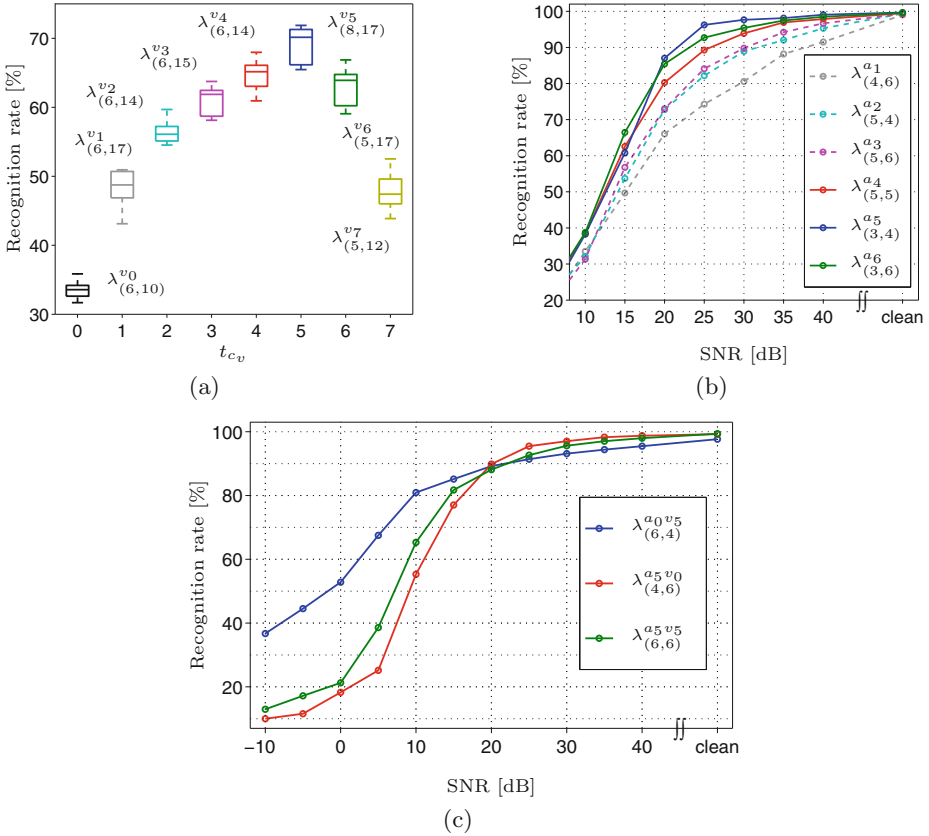 Recognition rate [%]
70
60
50
40
30
λ^{v0}_{(6,10)}
λ^{v1}_{(6,17)}
λ^{v2}_{(6,14)}
λ^{v3}_{(6,15)}
λ^{v4}_{(6,14)}
λ^{v5}_{(8,17)}
λ^{v6}_{(5,17)}
λ^{v7}_{(5,12)}
0 1 2 3 4 5 6 7
t_{c_v}
(a)
Recognition rate [%]
100
90
80
70
60
50
40
30
20
λ^{a1}_{(4,6)}
λ^{a2}_{(5,4)}
λ^{a3}_{(5,6)}
λ^{a4}_{(5,5)}
λ^{a5}_{(3,4)}
λ^{a6}_{(3,6)}
10 15 20 25 30 35 40 ∬ clean
SNR [dB]
(b)
Recognition rate [%]
100
80
60
40
20
λ^{a0v5}_{(6,4)}
λ^{a5v0}_{(4,6)}
λ^{a5v5}_{(6,6)}
−10 0 10 20 30 40 ∬ clean
SNR [dB]
(c)